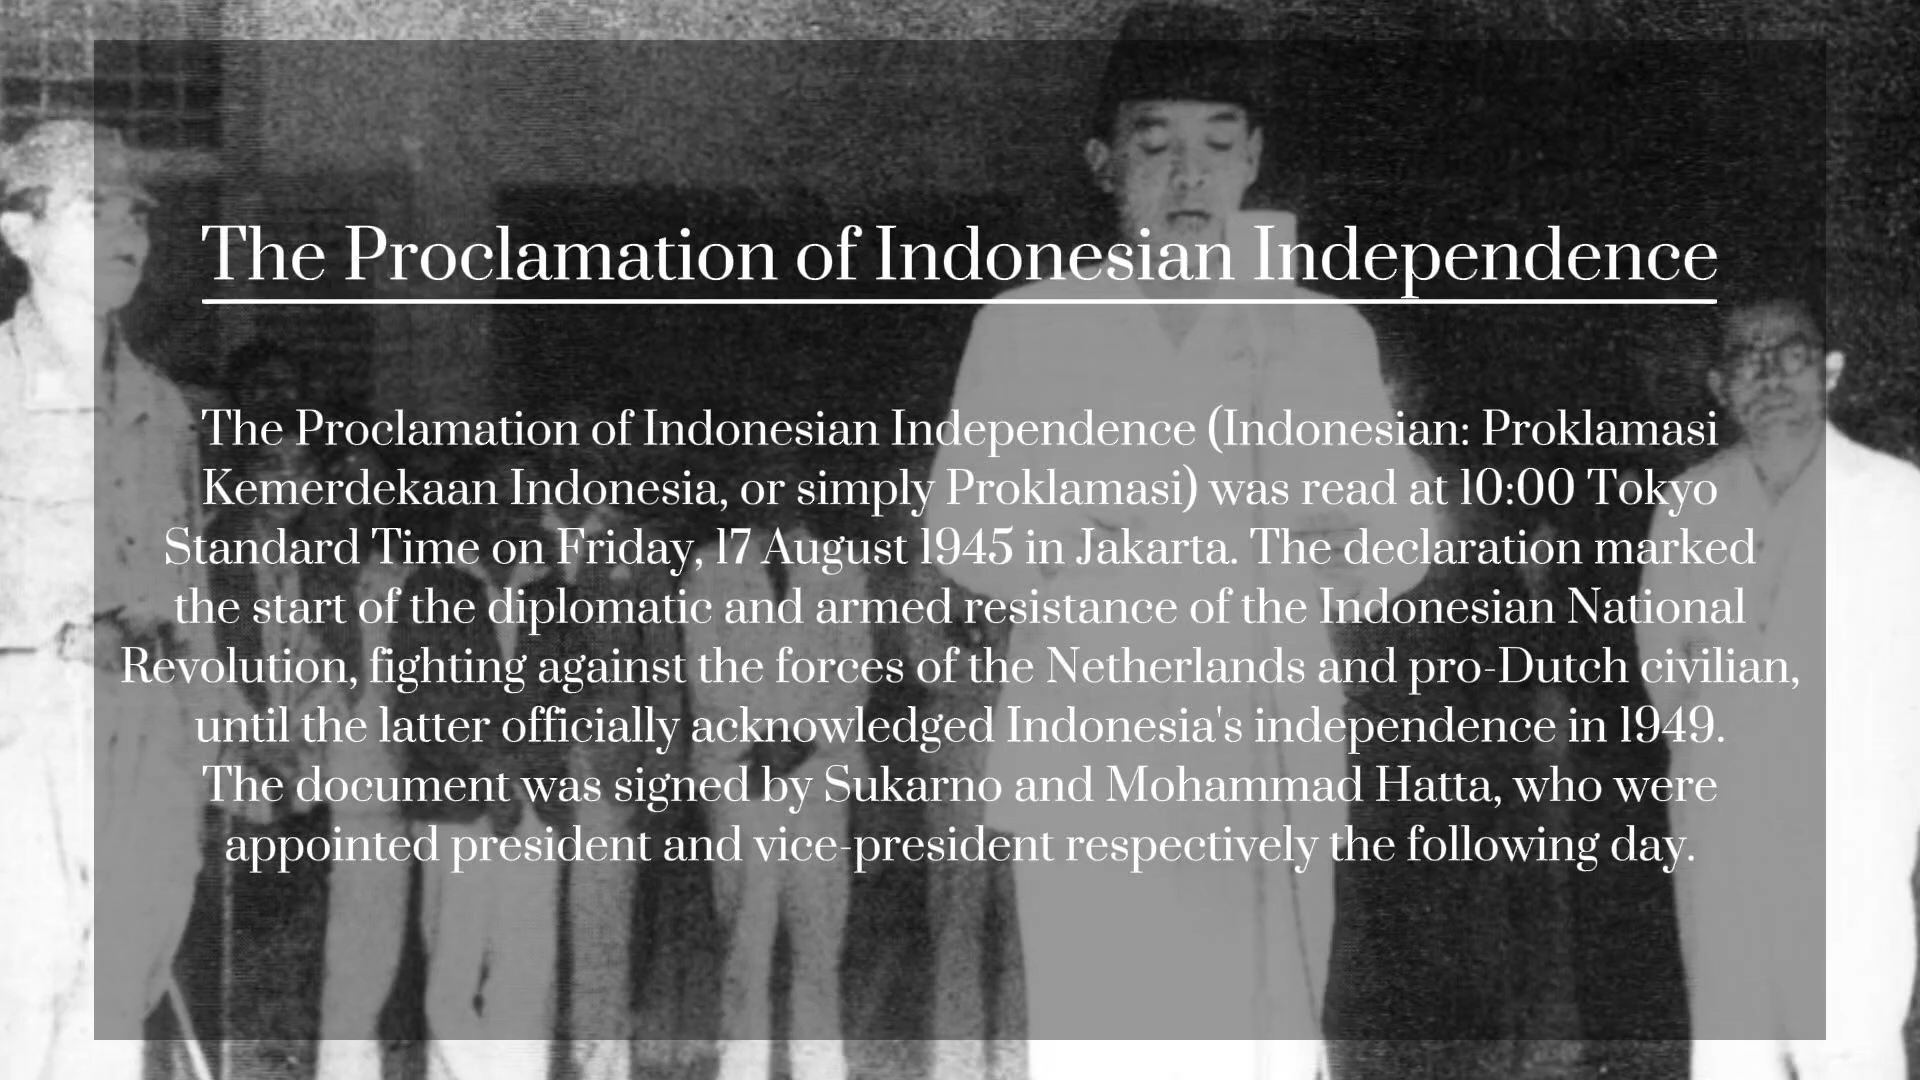 The Proclamation of Indonesian Independence
The Proclamation of Indonesian Independence (Indonesian: Proklamasi
Kemerdekaan Indonesia, or simply Proklamasi) was read at 10:00 Tokyo
Standard Time on Friday, 17 August 1945 in Jakarta. The declaration marked
the start of the diplomatic and armed resistance of the Indonesian National
Revolution, fighting against the forces of the Netherlands and pro-Dutch civilian,
until the latter officially acknowledged Indonesia's independence in 1949.
The document was signed by Sukarno and Mohammad Hatta, who were
appointed president and vice-president respectively the following day.